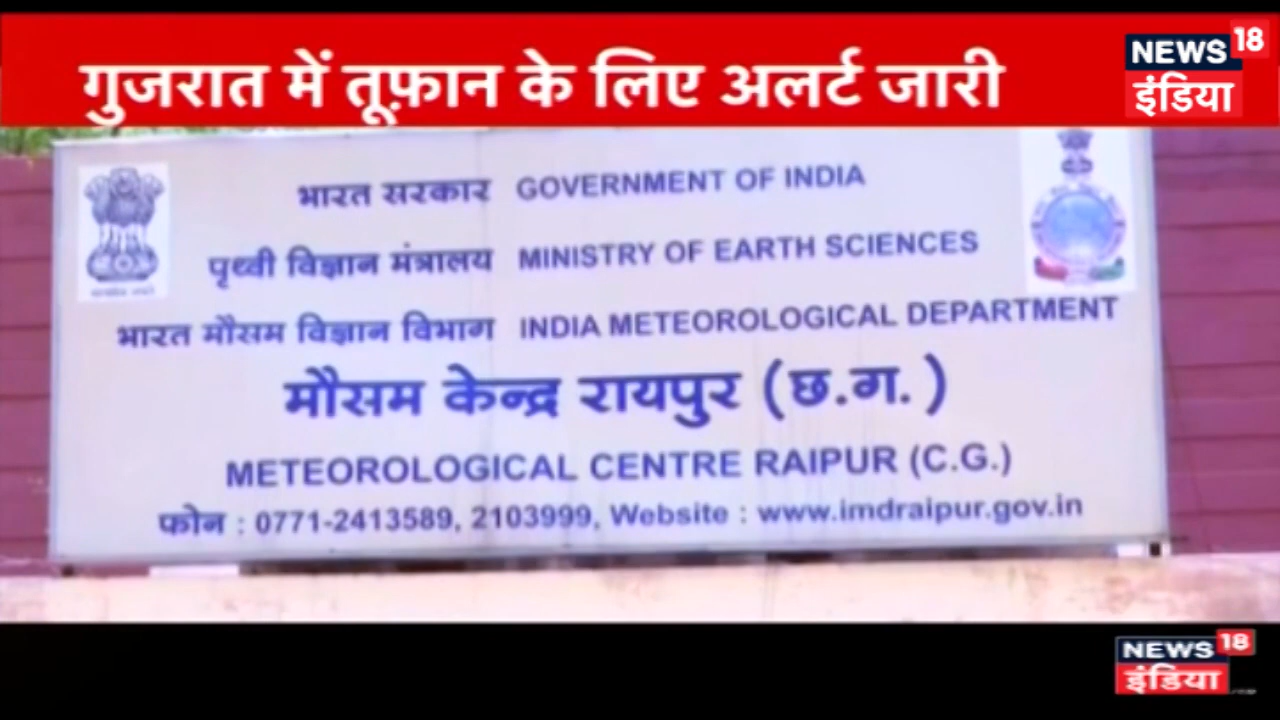 गुजरात में तूफ़ान के लिए अलर्ट जारी
NEWS 18
इंडिया
भारत सरकार GOVERNMENT OF INDIA
पृथ्वी विज्ञान मंत्रालय MINISTRY OF EARTH SCIENCES
भारत मौसम विज्ञान विभाग INDIA METEOROLOGICAL DEPARTMENT
मौसम केन्द्र रायपुर (छ.ग.)
METEOROLOGICAL CENTRE RAIPUR (C.G.)
फोन : 0771-2413589, 2103999, Website : www.imdraipur.gov.in
NEWS 18
इंडिया